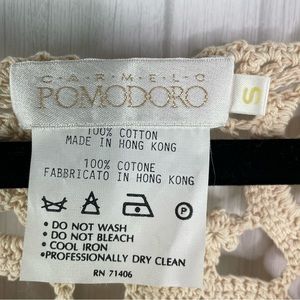 C·A·R·M·E·L·O
POMODORO
S
100% COTTON
MADE IN HONG KONG
100% COTONE
FABBRICATO IN HONG KONG
P
• DO NOT WASH
• DO NOT BLEACH
• COOL IRON
•PROFESSIONALLY DRY CLEAN
RN 71406